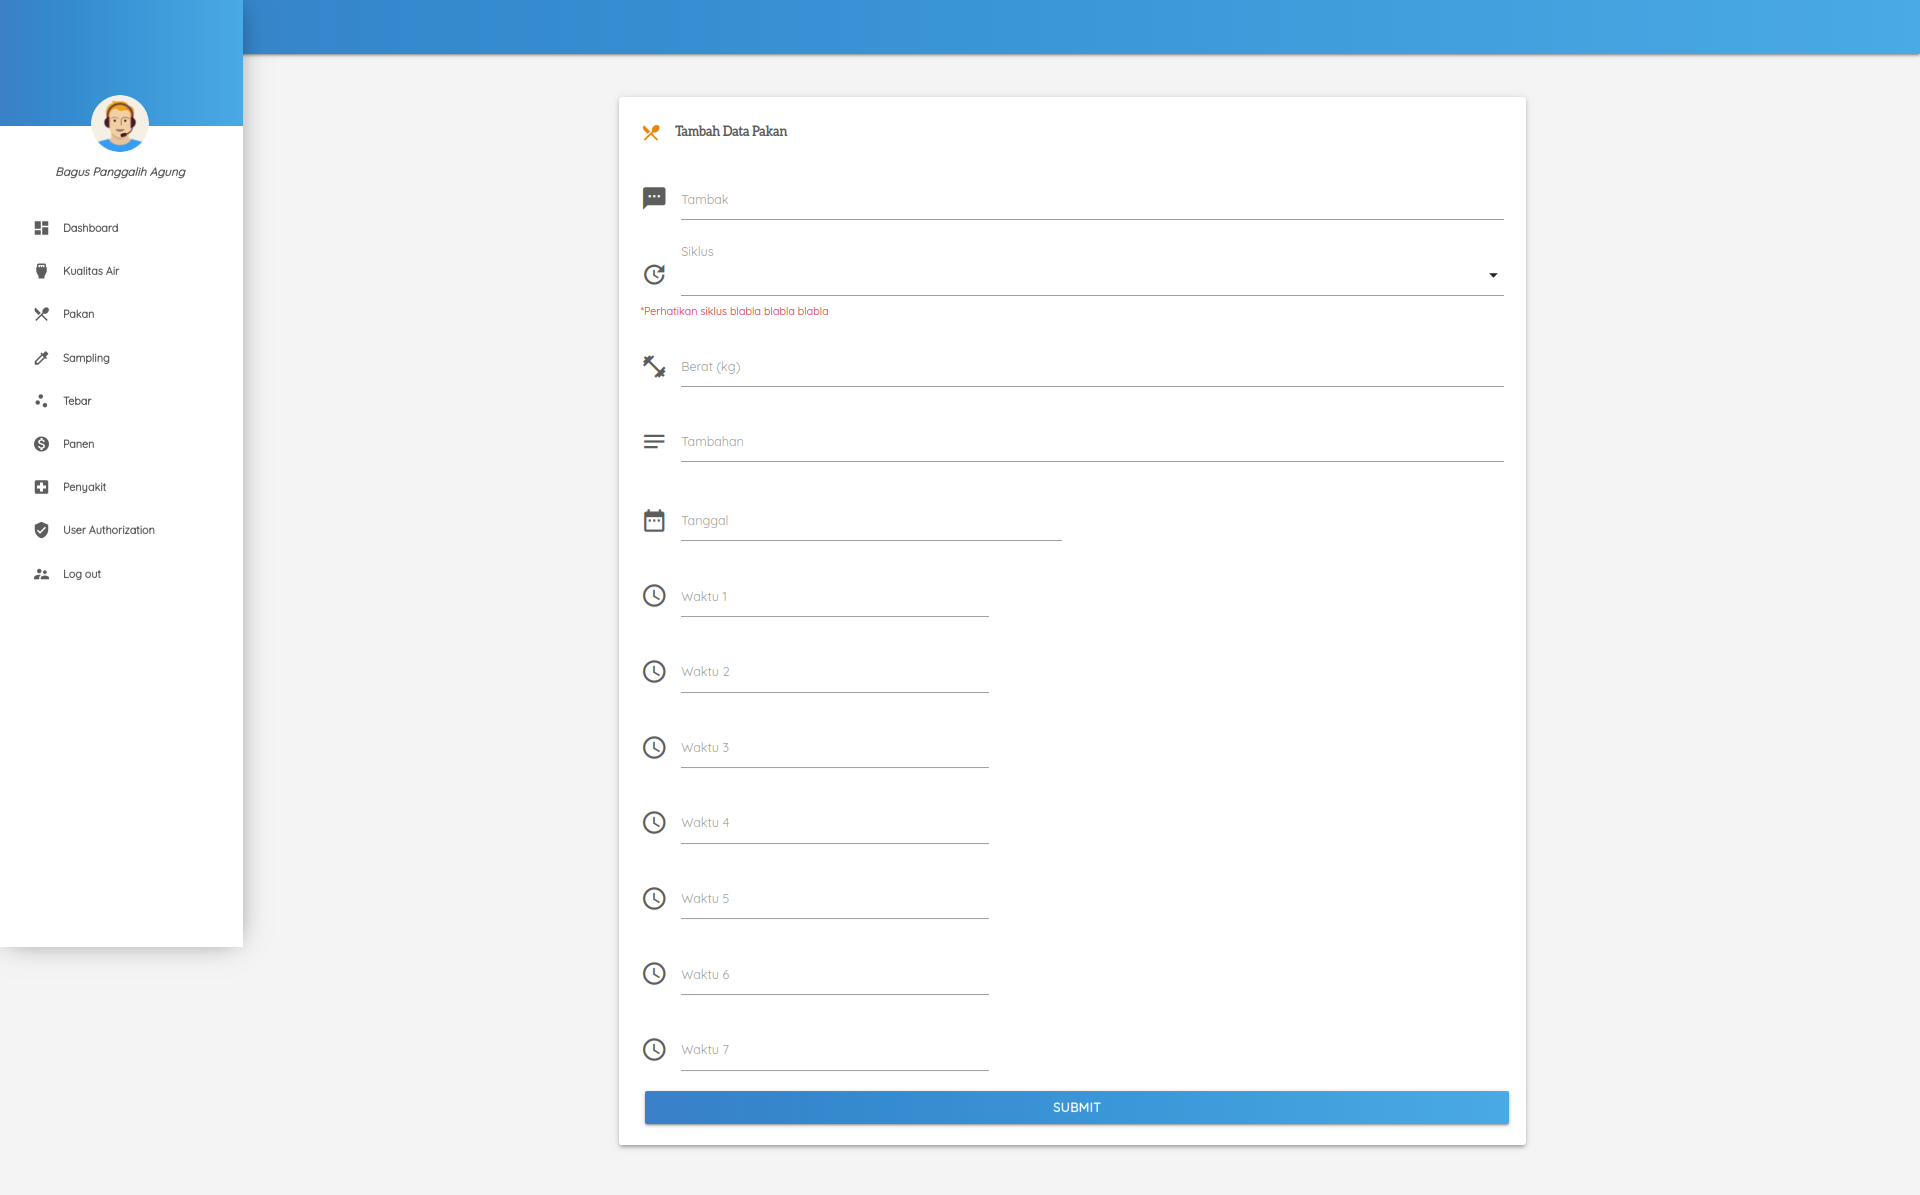 Bagus Panggalih Agung
Dashboard
Kualitas Air
Pakan
Sampling
Tebar
Panen
Penyakit
User Authorization
Log out
Tambah Data Pakan
Tambak
Siklus
*Perhatikan siklus blabla blabla blabla
Berat (kg)
Tambahan
Tanggal
Waktu 1
Waktu 2
Waktu 3
Waktu 4
Waktu 5
Waktu 6
Waktu 7
SUBMIT